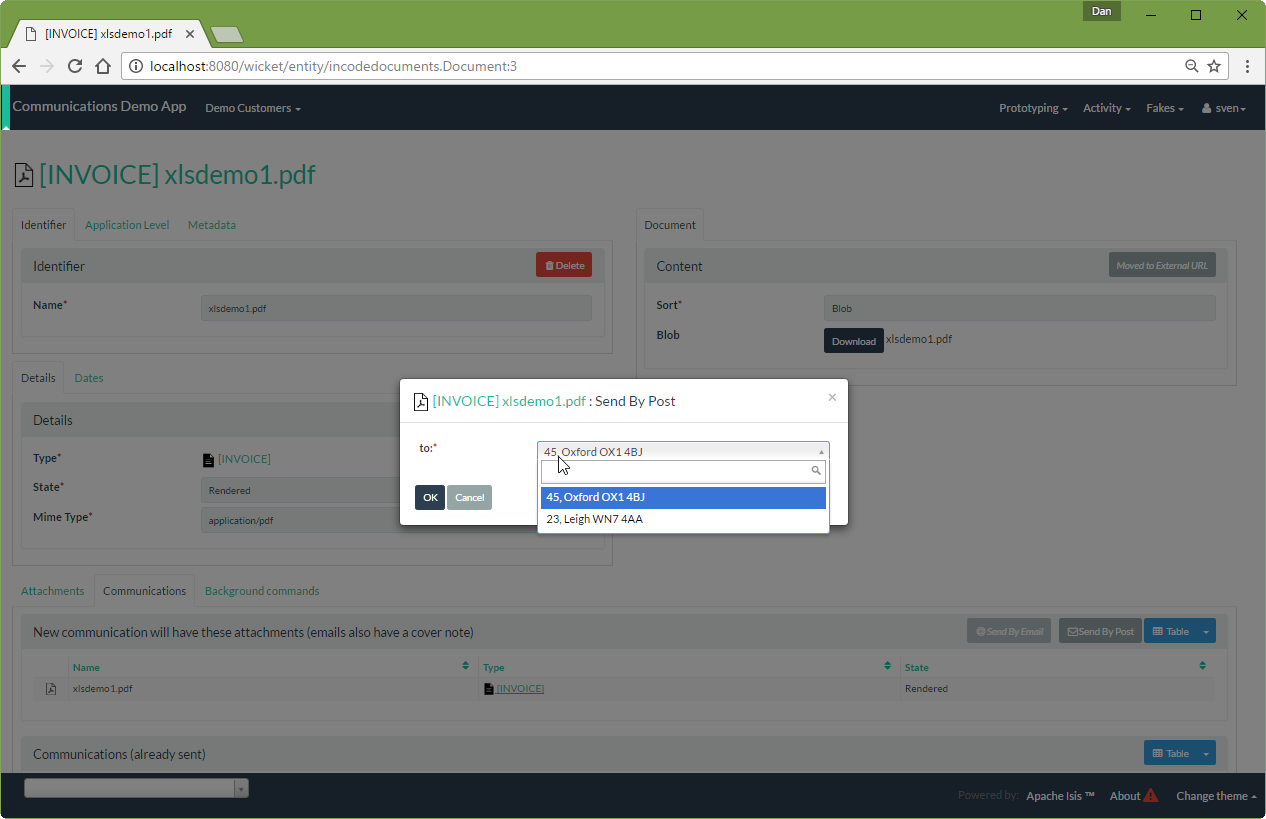 Dan
[INVOICE] xlsdemo1.pdf
localhost:8080/wicket/entity/incodedocuments.Document:3
Communications Demo App Demo Customers Prototyping Activity Fakes sven
[INVOICE] xlsdemo1.pdf
Identifier Application Level Metadata
Identifier Delete
Name* xlsdemo1.pdf
Document
Content Moved to External URL
Sort* Blob
Blob Download xlsdemo1.pdf
Details Dates
Details
Type* [INVOICE]
State* Rendered
Mime Type* application/pdf
[INVOICE] xlsdemo1.pdf : Send By Post ×
to:* 45, Oxford OX1 4BJ
45, Oxford OX1 4BJ
23, Leigh WN7 4AA
OK Cancel
Attachments Communications Background commands
New communication will have these attachments (emails also have a cover note) Send By Email Send By Post Table
Name Type State
xlsdemo1.pdf [INVOICE] Rendered
Communications (already sent) Table
Powered by: Apache Isis ™ About Change theme